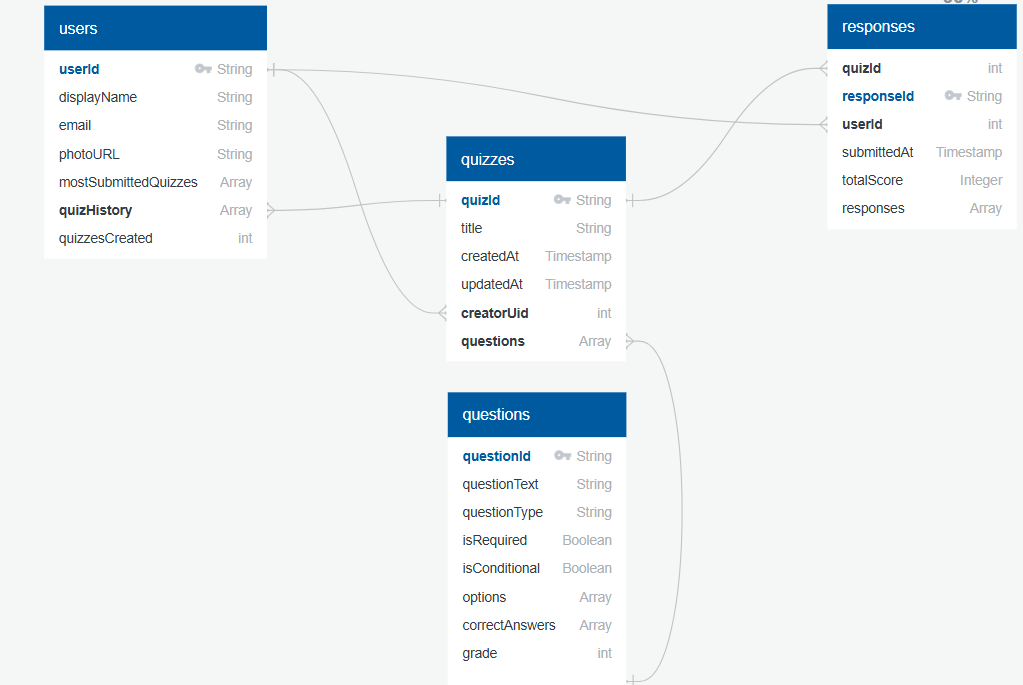 users
userId String
displayName String
email String
photoURL String
mostSubmittedQuizzes Array
quizHistory Array
quizzesCreated int
quizzes
quizId String
title String
createdAt Timestamp
updatedAt Timestamp
creatorUid int
questions Array
questions
questionId String
questionText String
questionType String
isRequired Boolean
isConditional Boolean
options Array
correctAnswers Array
grade int
responses
quizId int
responseId String
userId int
submittedAt Timestamp
totalScore Integer
responses Array